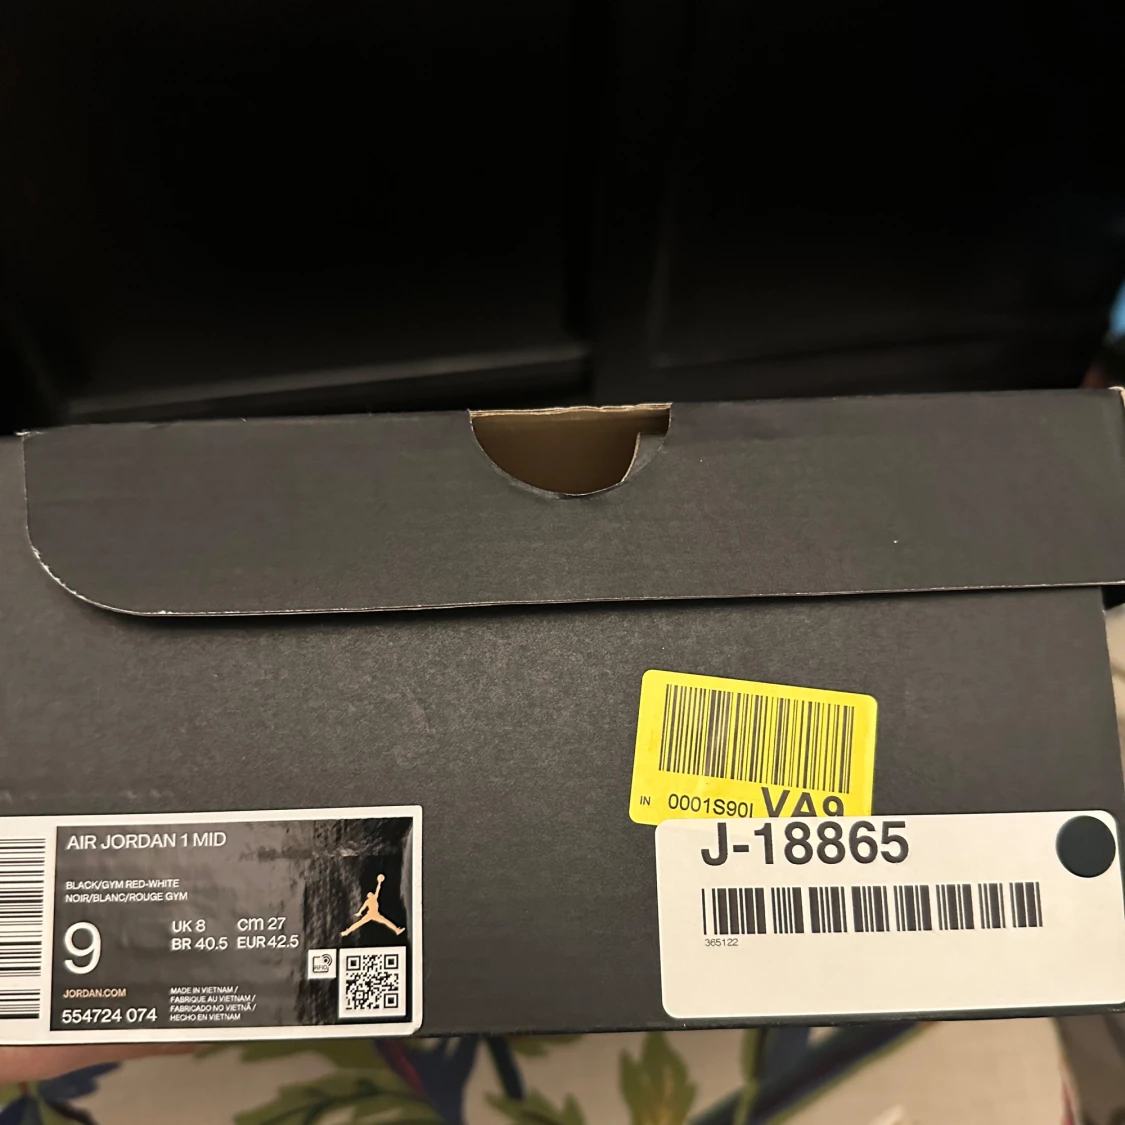 IN 0001S90I VA9
J-18865
365122
AIR JORDAN 1 MID
BLACK/GYM RED-WHITE
NOIR/BLANC/ROUGE GYM
9
UK 8 cm 27
BR 40.5 EUR 42.5
RFID
JORDAN.COM
554724 074
MADE IN VIETNAM /
FABRIQUE AU VIETNAM /
FABRICADO NO VIETNÃ /
HECHO EN VIETNAM